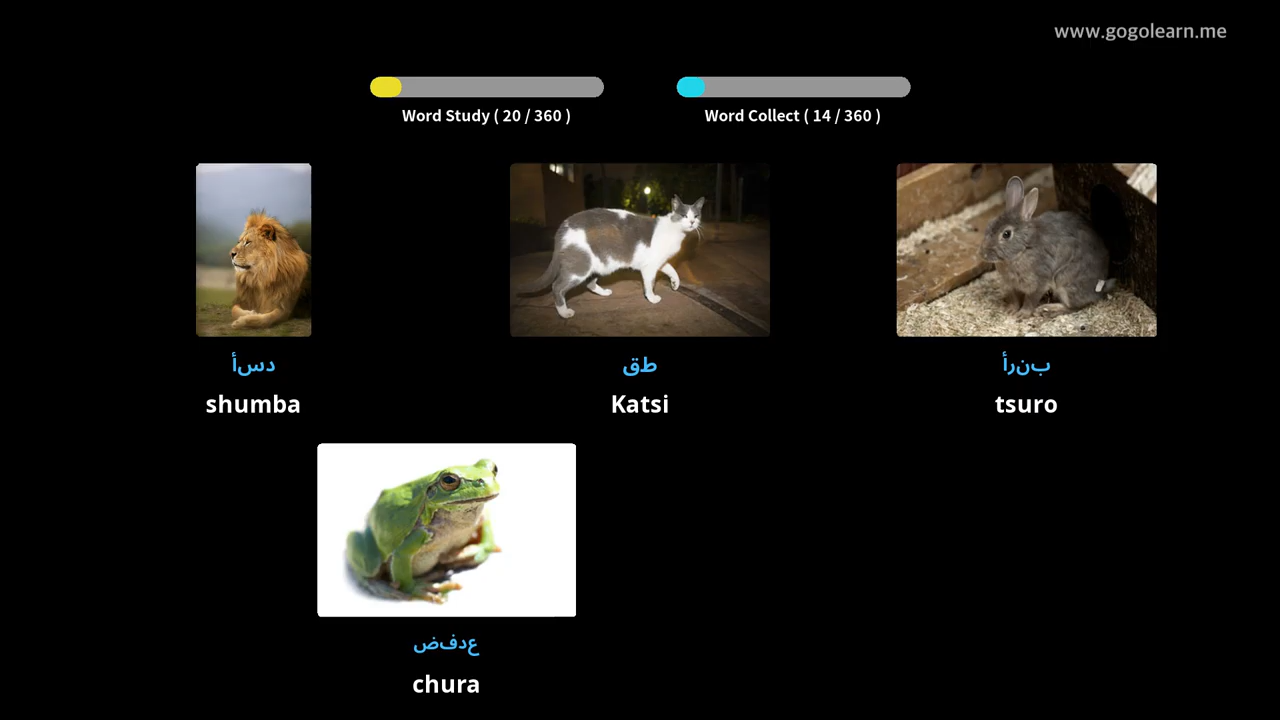 www.gogolearn.me
Word Study ( 20 / 360 )
Word Collect ( 14 / 360 )
دسأ
shumba
طق
Katsi
بنرأ
tsuro
عدفض
chura